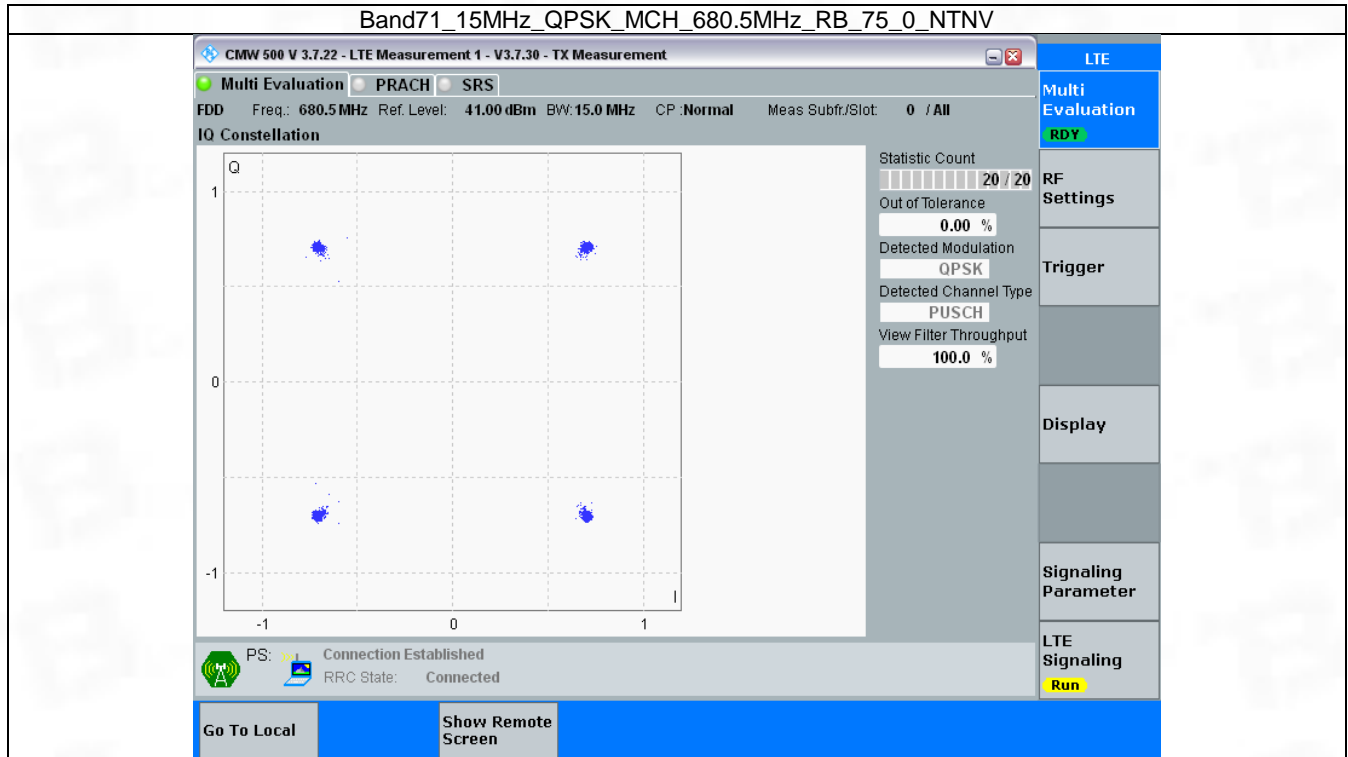 Band71_15MHz_QPSK_MCH_680.5MHz_RB_75_0_NTNV
CMW 500 V 3.7.22 - LTE Measurement 1 - V3.7.30 - TX Measurement
LTE
Multi Evaluation PRACH SRS
Multi
Evaluation
RDY
FDD Freq.: 680.5 MHz Ref. Level: 41.00 dBm BW: 15.0 MHz CP :Normal Meas Subfr./Slot: 0 / All
IQ Constellation
Q
1
0
-1
-1 0 1
I
Statistic Count
20 / 20
Out of Tolerance
0.00 %
Detected Modulation
QPSK
Detected Channel Type
PUSCH
View Filter Throughput
100.0 %
RF
Settings
Trigger
Display
Signaling
Parameter
LTE
Signaling
Run
PS: Connection Established
RRC State: Connected
Go To Local
Show Remote
Screen